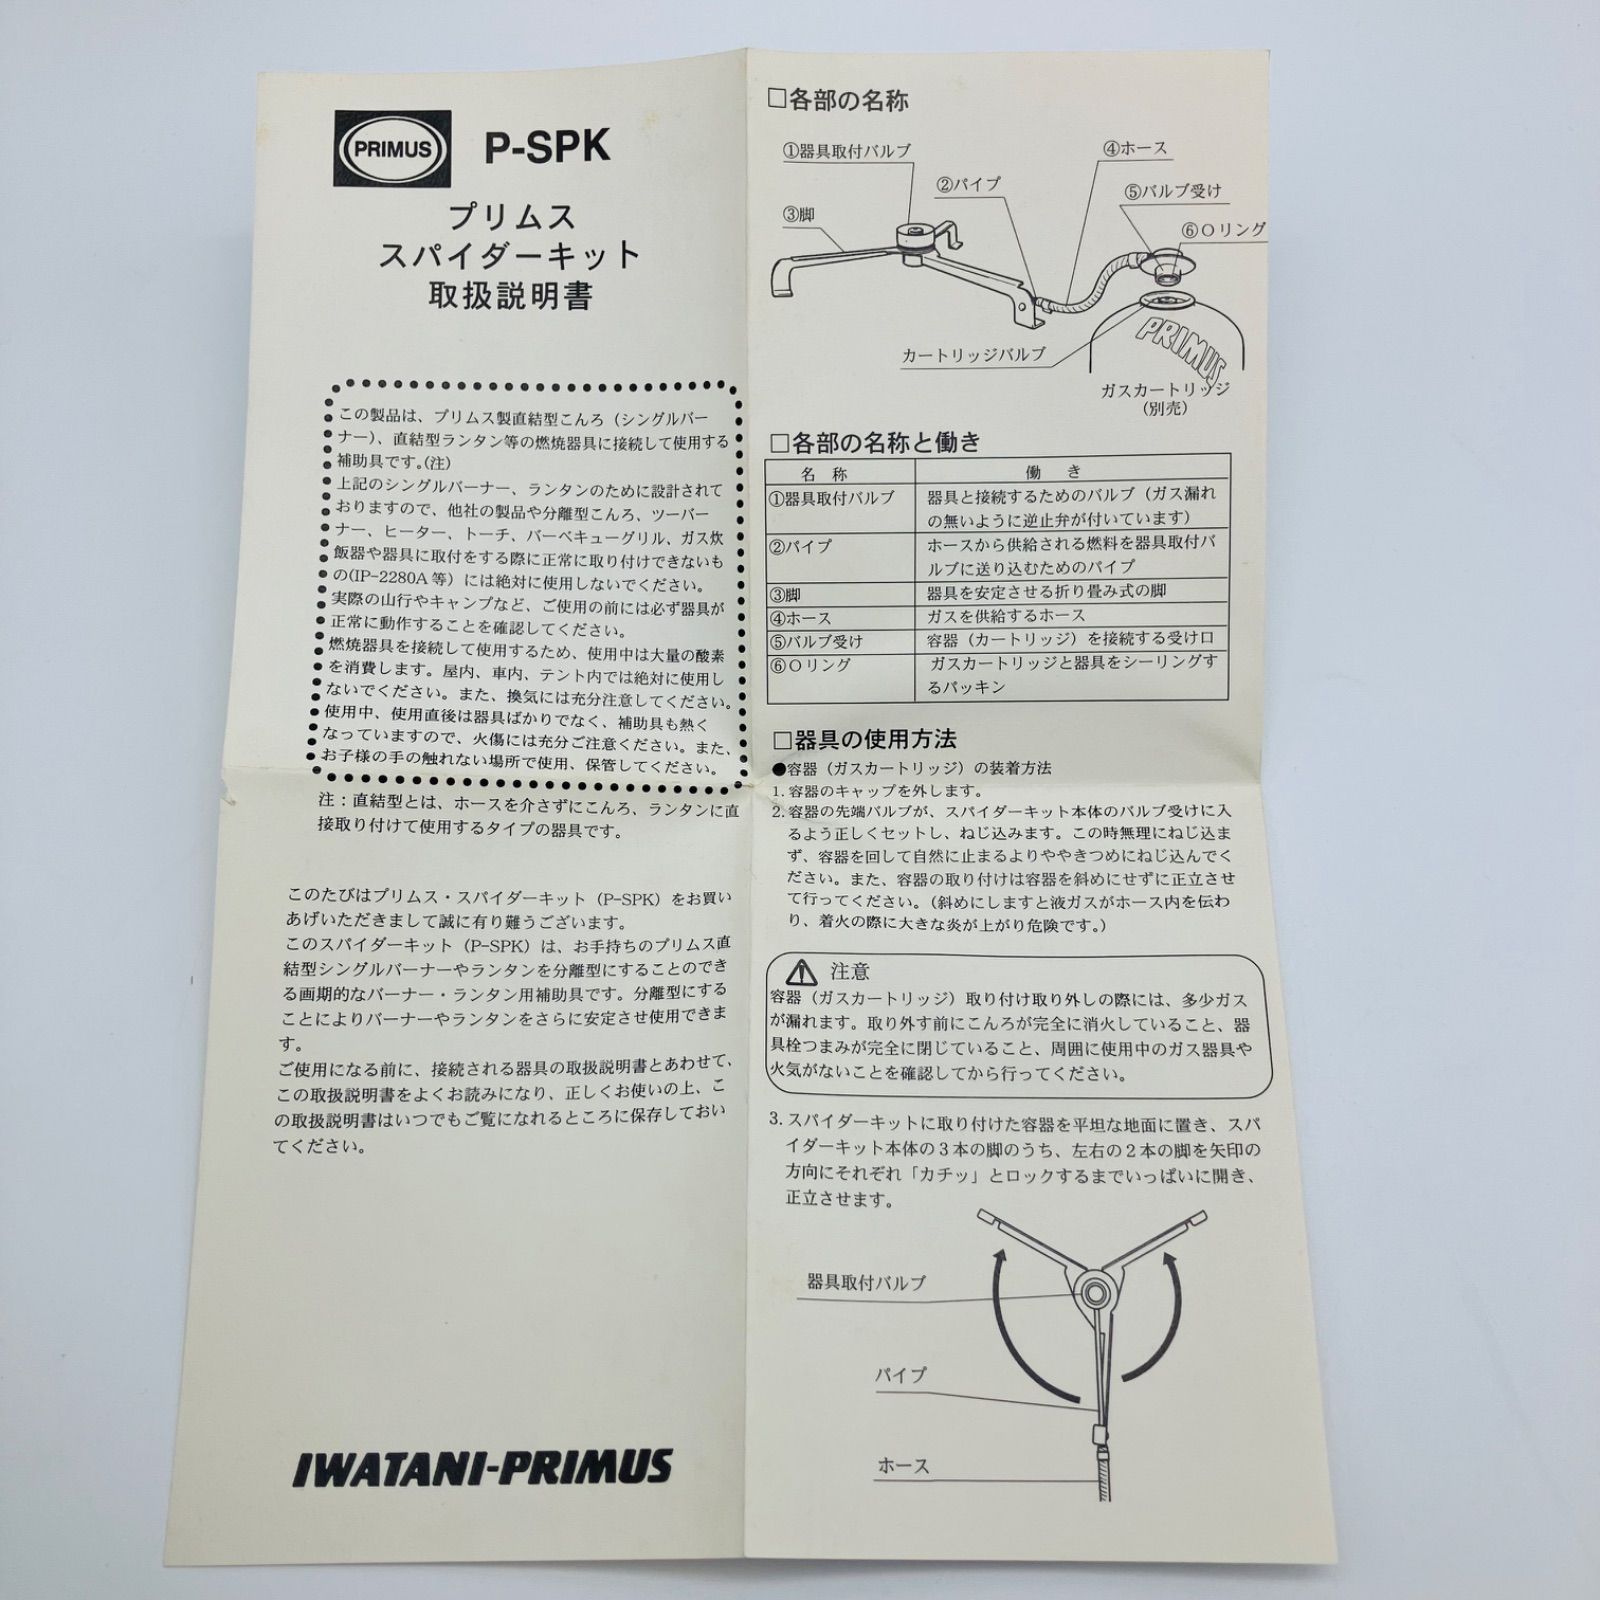 PRIMUS P-SPK
プリムス
スパイダーキット
取扱説明書
この製品は、プリムス製直結型こんろ（シングルバー
ナー）、直結型ランタン等の燃焼器具に接続して使用する
補助具です。(注)
上記のシングルバーナー、ランタンのために設計されて
おりますので、他社の製品や分離型こんろ、ツーバー
ナー、ヒーター、トーチ、バーベキューグリル、ガス炊
飯器や器具に取付をする際に正常に取り付けできないも
の(IP-2280A等）には絶対に使用しないでください。
実際の山行やキャンプなど、ご使用の前には必ず器具が
正常に動作することを確認してください。
燃焼器具を接続して使用するため、使用中は大量の酸素
を消費します。屋内、車内、テント内では絶対に使用し
ないでください。また、換気には充分注意してください。
使用中、使用直後は器具ばかりでなく、補助具も熱く
なっていますので、火傷には充分ご注意ください。また、
お子様の手の触れない場所で使用、保管してください。
注：直結型とは、ホースを介さずにこんろ、ランタンに直
接取り付けて使用するタイプの器具です。
このたびはプリムス・スパイダーキット（P-SPK）をお買い
あげいただきまして誠に有り難うございます。
このスパイダーキット（P-SPK）は、お手持ちのプリムス直
結型シングルバーナーやランタンを分離型にすることのでき
る画期的なバーナー・ランタン用補助具です。分離型にする
ことによりバーナーやランタンをさらに安定させ使用できま
す。
ご使用になる前に、接続される器具の取扱説明書とあわせて、
この取扱説明書をよくお読みになり、正しくお使いの上、こ
の取扱説明書はいつでもご覧になれるところに保存しておい
てください。
IWATANI-PRIMUS
□各部の名称
①器具取付バルブ
④ホース
②パイプ
⑤バルブ受け
③脚
⑥Oリング
カートリッジバルブ
PRIMUS
ガスカートリッジ
(別売)
□各部の名称と働き
名 称 働 き
①器具取付バルブ 器具と接続するためのバルブ（ガス漏れ
の無いように逆止弁が付いています）
②パイプ ホースから供給される燃料を器具取付バ
ルブに送り込むためのパイプ
③脚 器具を安定させる折り畳み式の脚
④ホース ガスを供給するホース
⑤バルブ受け 容器（カートリッジ）を接続する受け口
⑥Oリング ガスカートリッジと器具をシーリングす
るパッキン
□器具の使用方法
●容器（ガスカートリッジ）の装着方法
1. 容器のキャップを外します。
2. 容器の先端バルブが、スパイダーキット本体のバルブ受けに入
るよう正しくセットし、ねじ込みます。この時無理にねじ込ま
ず、容器を回して自然に止まるよりややきつめにねじ込んでく
ださい。また、容器の取り付けは容器を斜めにせずに正立させ
て行ってください。（斜めにしますと液ガスがホース内を伝わ
り、着火の際に大きな炎が上がり危険です。）
注意
容器（ガスカートリッジ）取り付け取り外しの際には、多少ガス
が漏れます。取り外す前にこんろが完全に消火していること、器
具栓つまみが完全に閉じていること、周囲に使用中のガス器具や
火気がないことを確認してから行ってください。
3. スパイダーキットに取り付けた容器を平坦な地面に置き、スパ
イダーキット本体の3本の脚のうち、左右の2本の脚を矢印の
方向にそれぞれ「カチッ」とロックするまでいっぱいに開き、
正立させます。
器具取付バルブ
パイプ
ホース